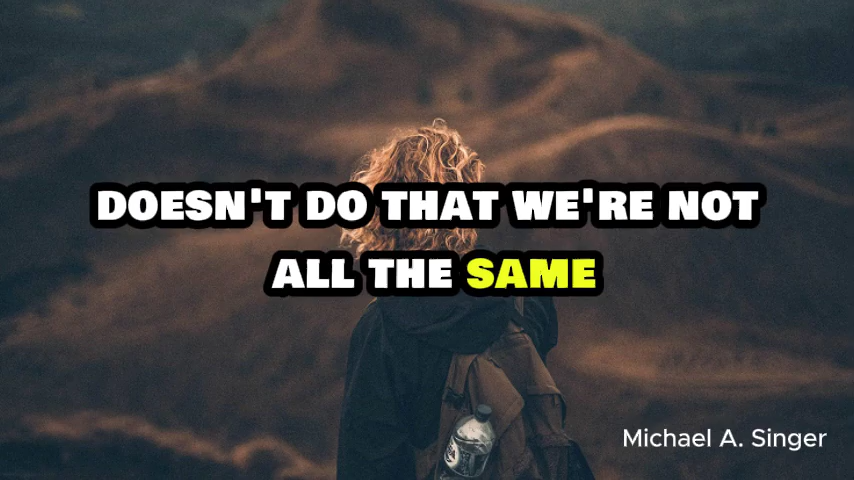 DOESN'T DO THAT WE'RE NOT
ALL THE SAME
Michael A. Singer